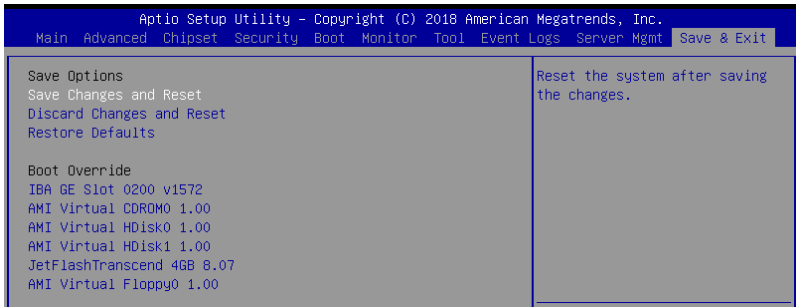 Aptio Setup Utility – Copyright (C) 2018 American Megatrends, Inc.
Main Advanced Chipset Security Boot Monitor Tool Event Logs Server Mgmt Save & Exit
Save Options
Save Changes and Reset
Discard Changes and Reset
Restore Defaults
Boot Override
IBA GE Slot 0200 v1572
AMI Virtual CDROM0 1.00
AMI Virtual HDisk0 1.00
AMI Virtual HDisk1 1.00
JetFlashTranscend 4GB 8.07
AMI Virtual Floppy0 1.00
Reset the system after saving
the changes.